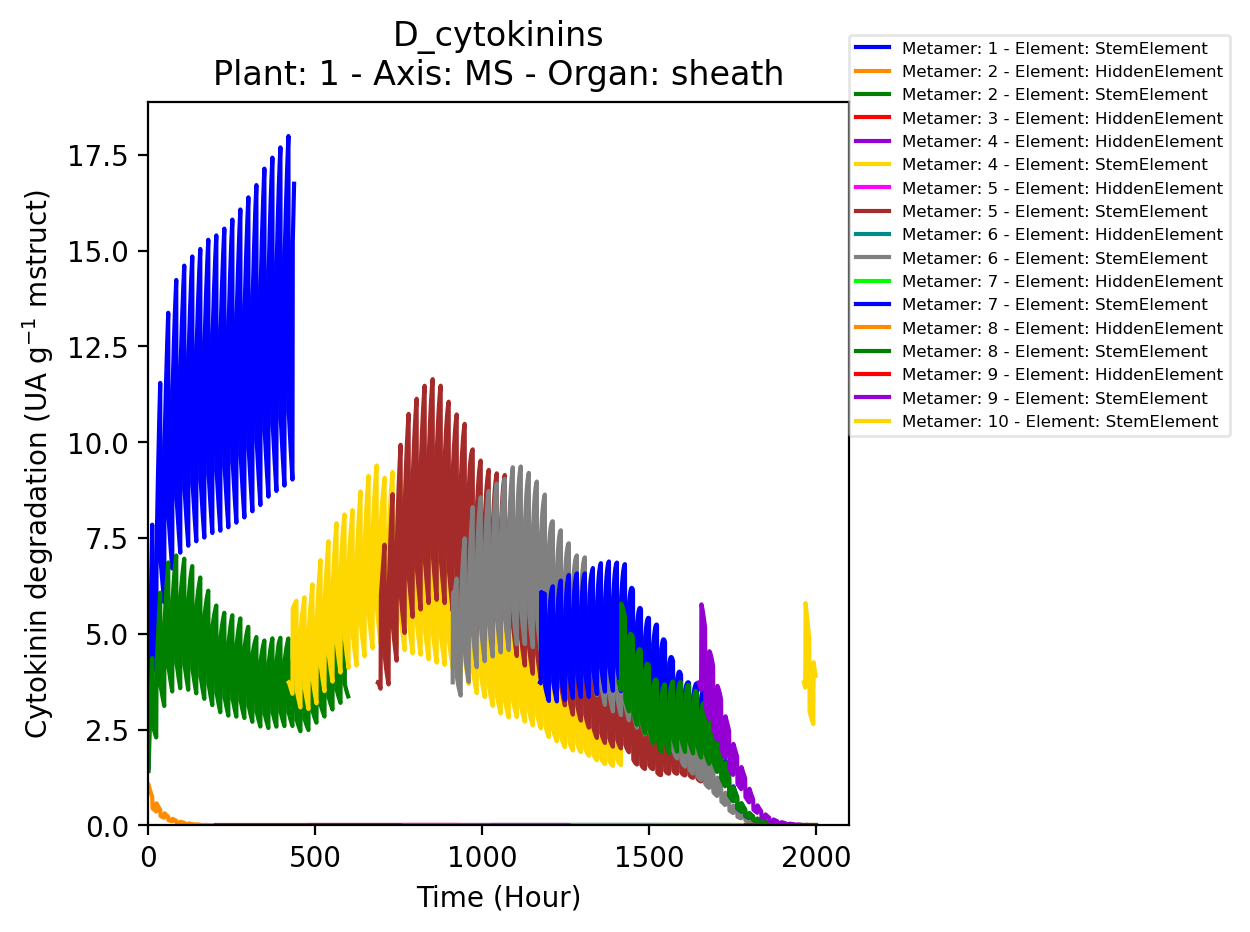 D_cytokinins
Plant: 1 - Axis: MS - Organ: sheath
Cytokinin degradation (UA g⁻¹ mstruct)
17.5
15.0
12.5
10.0
7.5
5.0
2.5
0.0
0 500 1000 1500 2000
Time (Hour)
Metamer: 1 - Element: StemElement
Metamer: 2 - Element: HiddenElement
Metamer: 2 - Element: StemElement
Metamer: 3 - Element: HiddenElement
Metamer: 4 - Element: HiddenElement
Metamer: 4 - Element: StemElement
Metamer: 5 - Element: HiddenElement
Metamer: 5 - Element: StemElement
Metamer: 6 - Element: HiddenElement
Metamer: 6 - Element: StemElement
Metamer: 7 - Element: HiddenElement
Metamer: 7 - Element: StemElement
Metamer: 8 - Element: HiddenElement
Metamer: 8 - Element: StemElement
Metamer: 9 - Element: HiddenElement
Metamer: 9 - Element: StemElement
Metamer: 10 - Element: StemElement